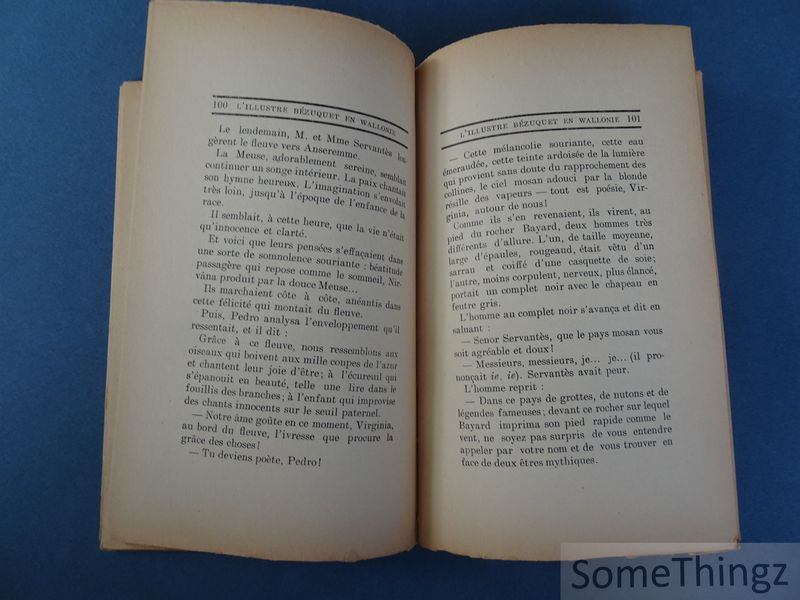 100 L'ILLUSTRE BÉZUQUET EN WALLONIE
Le lendemain, M. et Mme Servantès lon-
gèrent le fleuve vers Anseremme.
La Meuse, adorablement sereine, semblait
continuer un songe intérieur. La paix chantait
son hymne heureux. L'imagination s'envolait
très loin, jusqu'à l'époque de l'enfance de la
race.
Il semblait, à cette heure, que la vie n'était
qu'innocence et clarté.
Et voici que leurs pensées s'effaçaient dans
une sorte de somnolence souriante : béatitude
passagère qui repose comme le sommeil, Nir-
vâna produit par la douce Meuse...
Ils marchaient côte à côte, anéantis dans
cette félicité qui montait du fleuve.
Puis, Pedro analysa l'enveloppement qu'il
ressentait, et il dit :
Grâce à ce fleuve, nous ressemblons aux
oiseaux qui boivent aux mille coupes de l'azur
et chantent leur joie d'être; à l'écureuil qui
s'épanouit en beauté, telle une lire dans le
fouillis des branches; à l'enfant qui improvise
des chants innocents sur le seuil paternel.
— Notre âme goûte en ce moment, Virginia,
au bord du fleuve, l'ivresse que procure la
grâce des choses!
— Tu deviens poète, Pedro!
L'ILLUSTRE BÉZUQUET EN WALLONIE 101
— Cette mélancolie souriante, cette eau
émeraudée, cette teinte ardoisée de la lumière
qui provient sans doute du rapprochement des
collines, le ciel mosan adouci par la blonde
résille des vapeurs — tout est poésie, Vir-
ginia, autour de nous!
Comme ils s'en revenaient, ils virent, au
pied du rocher Bayard, deux hommes très
différents d'allure. L'un, de taille moyenne,
large d'épaules, rougeaud, était vêtu d'un
sarrau et coiffé d'une casquette de soie;
l'autre, moins corpulent, nerveux, plus élancé,
portait un complet noir avec le chapeau en
feutre gris.
L'homme au complet noir s'avança et dit en
saluant :
— Senor Servantès, que le pays mosan vous
soit agréable et doux!
— Messieurs, messieurs, je... je... (il pro-
nonçait ie, ie). Servantès avait peur.
L'homme reprit :
— Dans ce pays de grottes, de nutons et de
légendes fameuses; devant ce rocher sur lequel
Bayard imprima son pied rapide comme le
vent, ne soyez pas surpris de vous entendre
appeler par votre nom et de vous trouver en
face de deux êtres mythiques.
SomeThingz